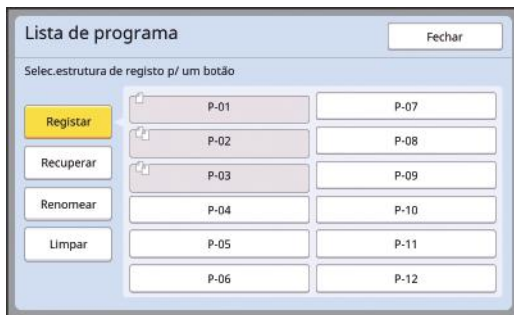 Lista de programa
Fechar
Selec.estrutura de registo p/ um botão
Registar
Recuperar
Renomear
Limpar
P-01
P-02
P-03
P-04
P-05
P-06
P-07
P-08
P-09
P-10
P-11
P-12